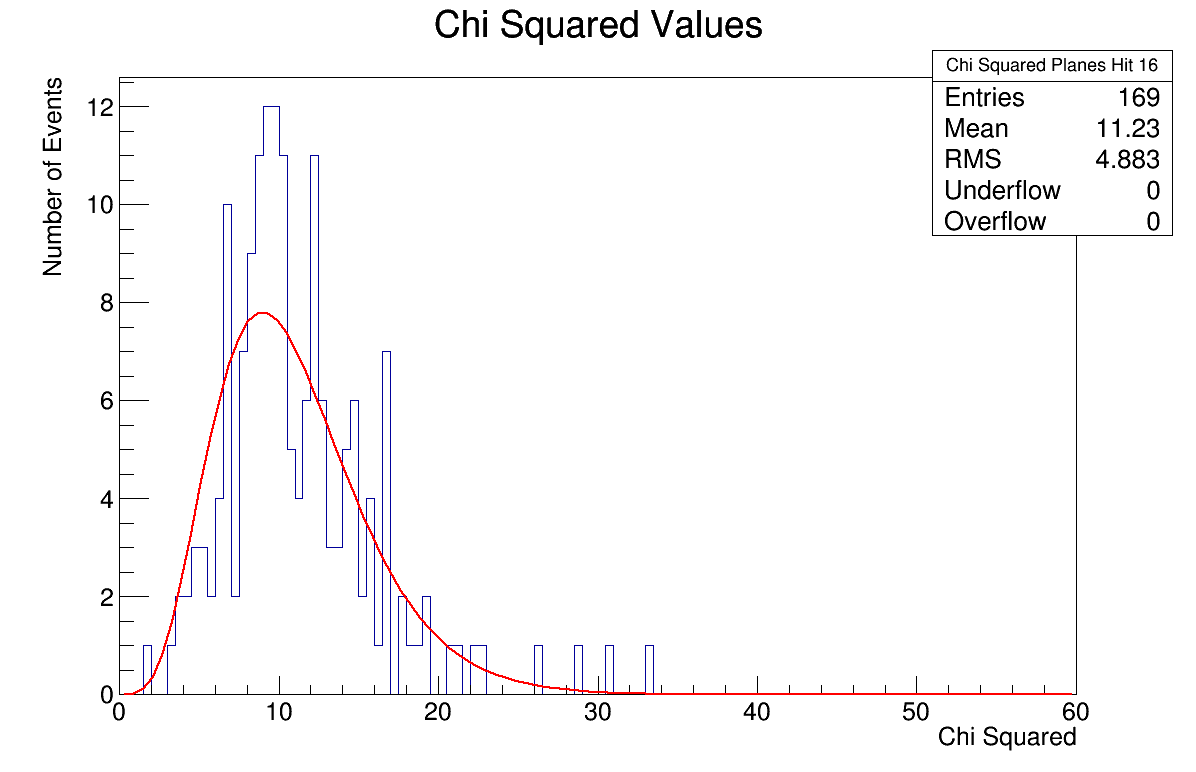 Chi Squared Values
Chi Squared Planes Hit 16
Entries 169
Mean 11.23
RMS 4.883
Underflow 0
Overflow 0
Number of Events
12
10
8
6
4
2
0
0 10 20 30 40 50 60
Chi Squared